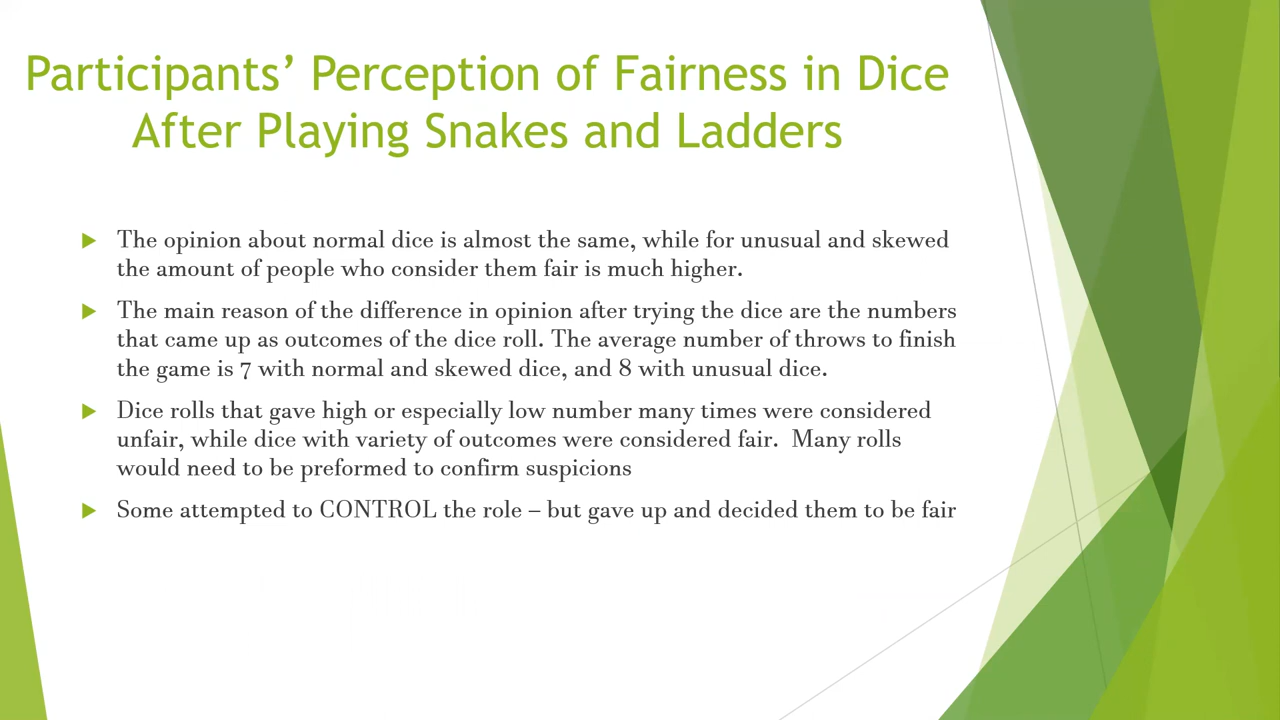 Participants’ Perception of Fairness in Dice
After Playing Snakes and Ladders
The opinion about normal dice is almost the same, while for unusual and skewed
the amount of people who consider them fair is much higher.
The main reason of the difference in opinion after trying the dice are the numbers
that came up as outcomes of the dice roll. The average number of throws to finish
the game is 7 with normal and skewed dice, and 8 with unusual dice.
Dice rolls that gave high or especially low number many times were considered
unfair, while dice with variety of outcomes were considered fair.  Many rolls
would need to be preformed to confirm suspicions
Some attempted to CONTROL the role – but gave up and decided them to be fair